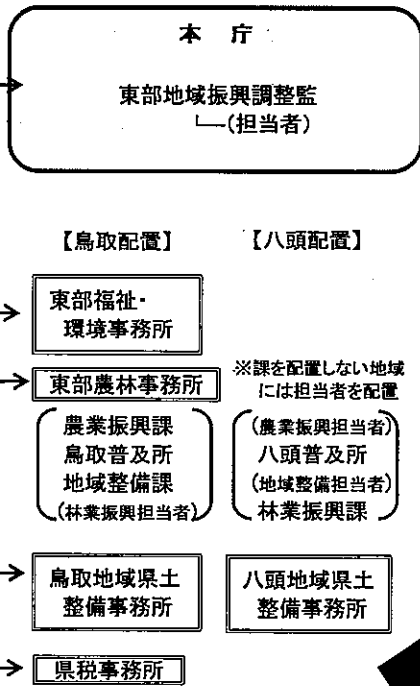 本 庁
東部地域振興調整監
└─(担当者)
【鳥取配置】
【八頭配置】
東部福祉・
環境事務所
東部農林事務所
※課を配置しない地域
には担当者を配置
農業振興課
鳥取普及所
地域整備課
(林業振興担当者)
(農業振興担当者)
八頭普及所
(地域整備担当者)
林業振興課
鳥取地域県土
整備事務所
八頭地域県土
整備事務所
県税事務所